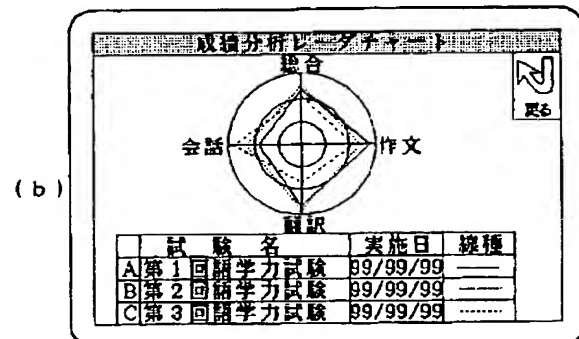 成績分析レーダチャート
戻る
総合
会話
作文
(b)
翻訳
試験名 実施日 線種
A 第1回語学力試験 99/99/99
B 第2回語学力試験 99/99/99
C 第3回語学力試験 99/99/99